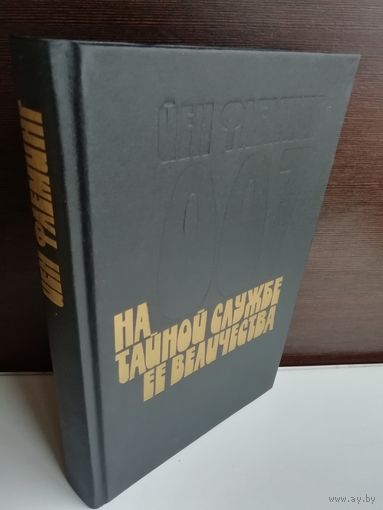 ЙЕН ФЛЕМИНГ
007
НА
ТАЙНОЙ СЛУЖБЕ
ЕЕ ВЕЛИЧЕСТВА
ЙЕН ФЛЕМИНГ
© www.ay.by